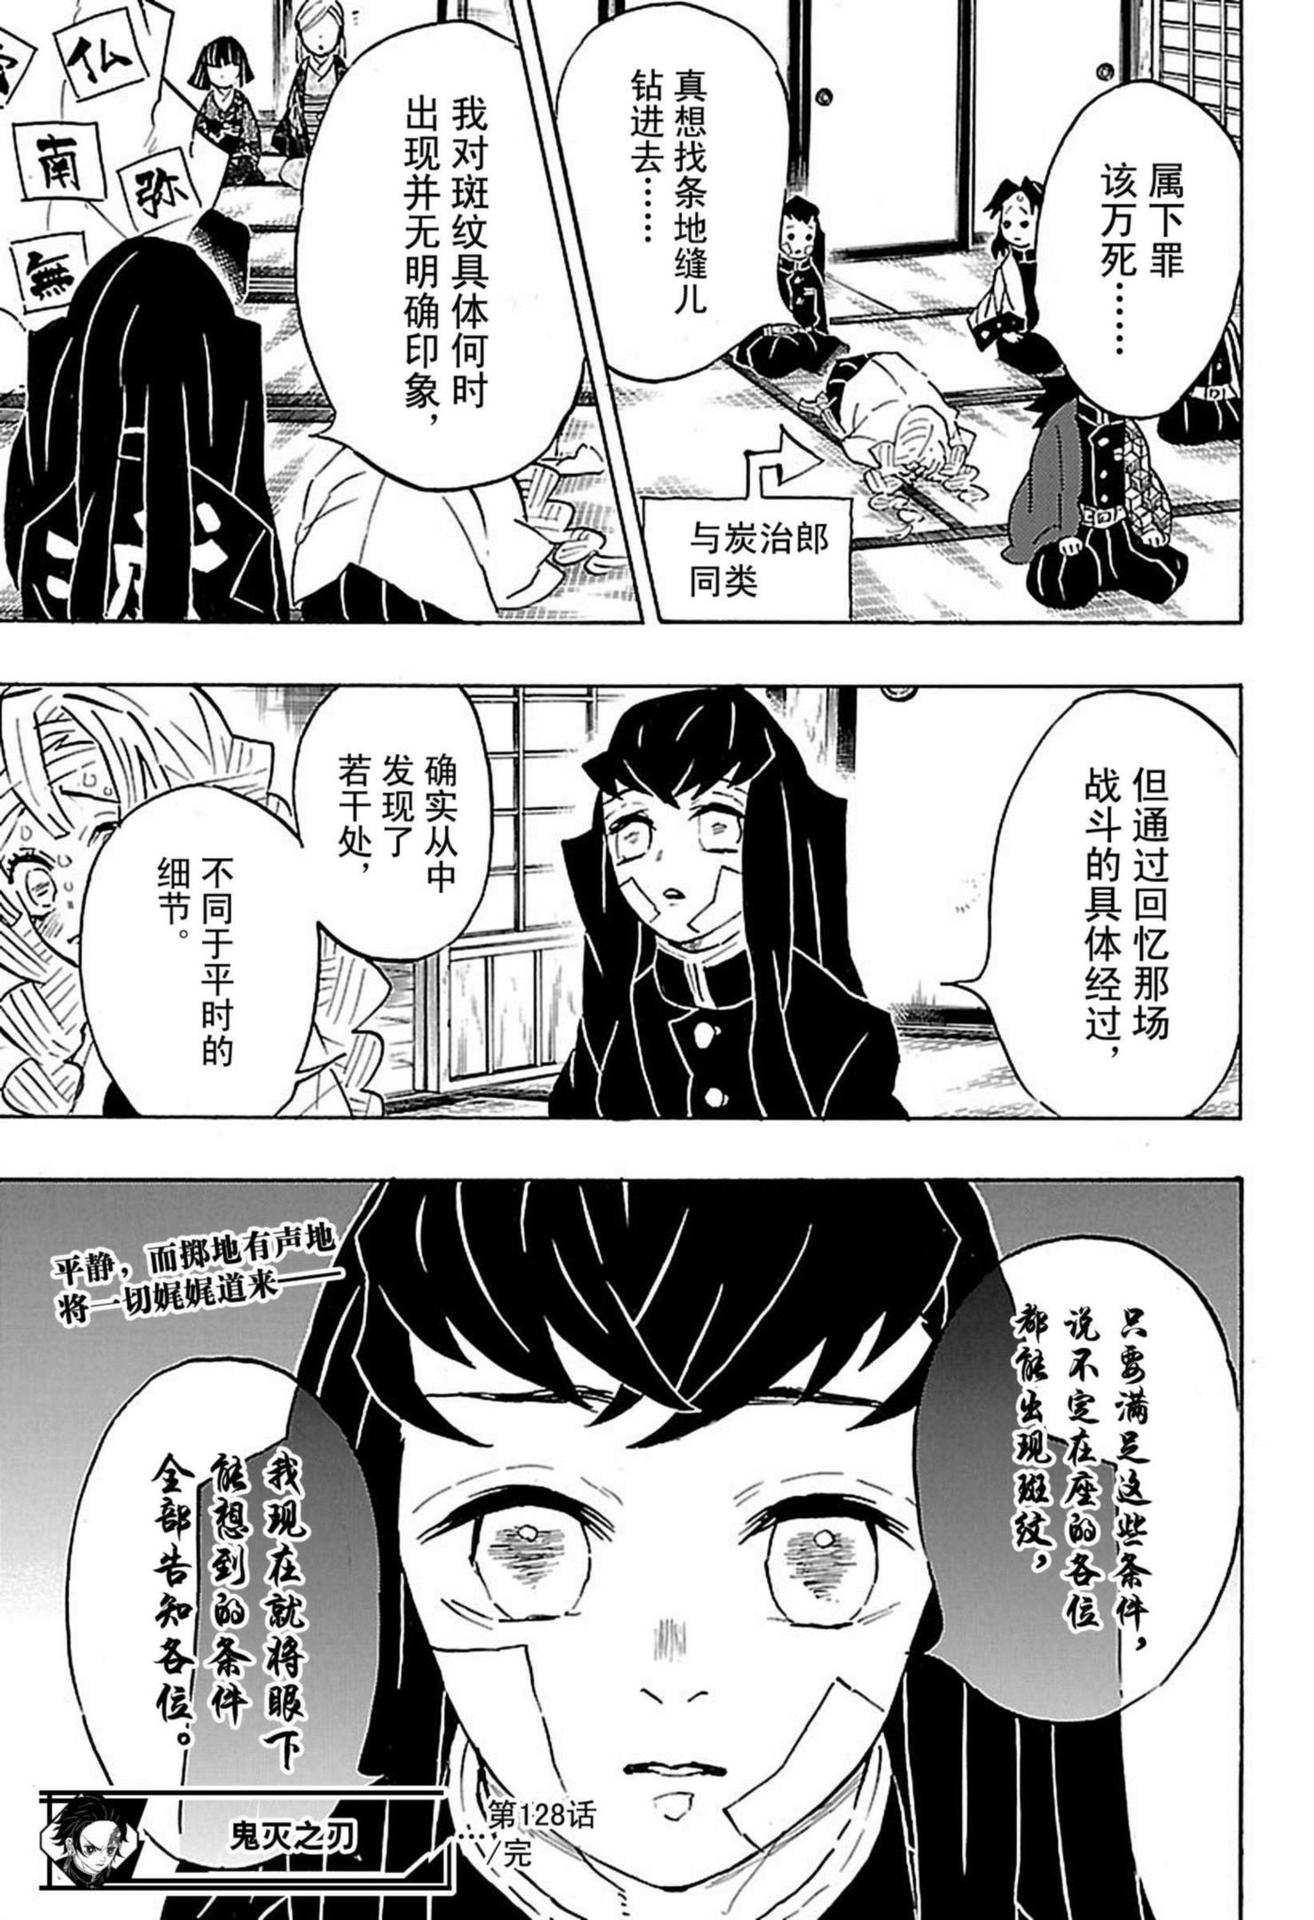 属下罪
该万死……
真想找条地缝儿
钻进去……
与炭治郎
同类
我对斑纹具体何时
出现并无明确印象，
仏
南
弥
無
但通过回忆那场
战斗的具体经过，
确实从中
发现了
若干处，
不同于平时的
细节。
只要满足这些条件，
说不定在座的各位
都能出现斑纹，
平静，而掷地有声地
将一切娓娓道来——
我现在就将眼下
能想到的条件
全部告知各位。
鬼灭之刃
……第128话
/完